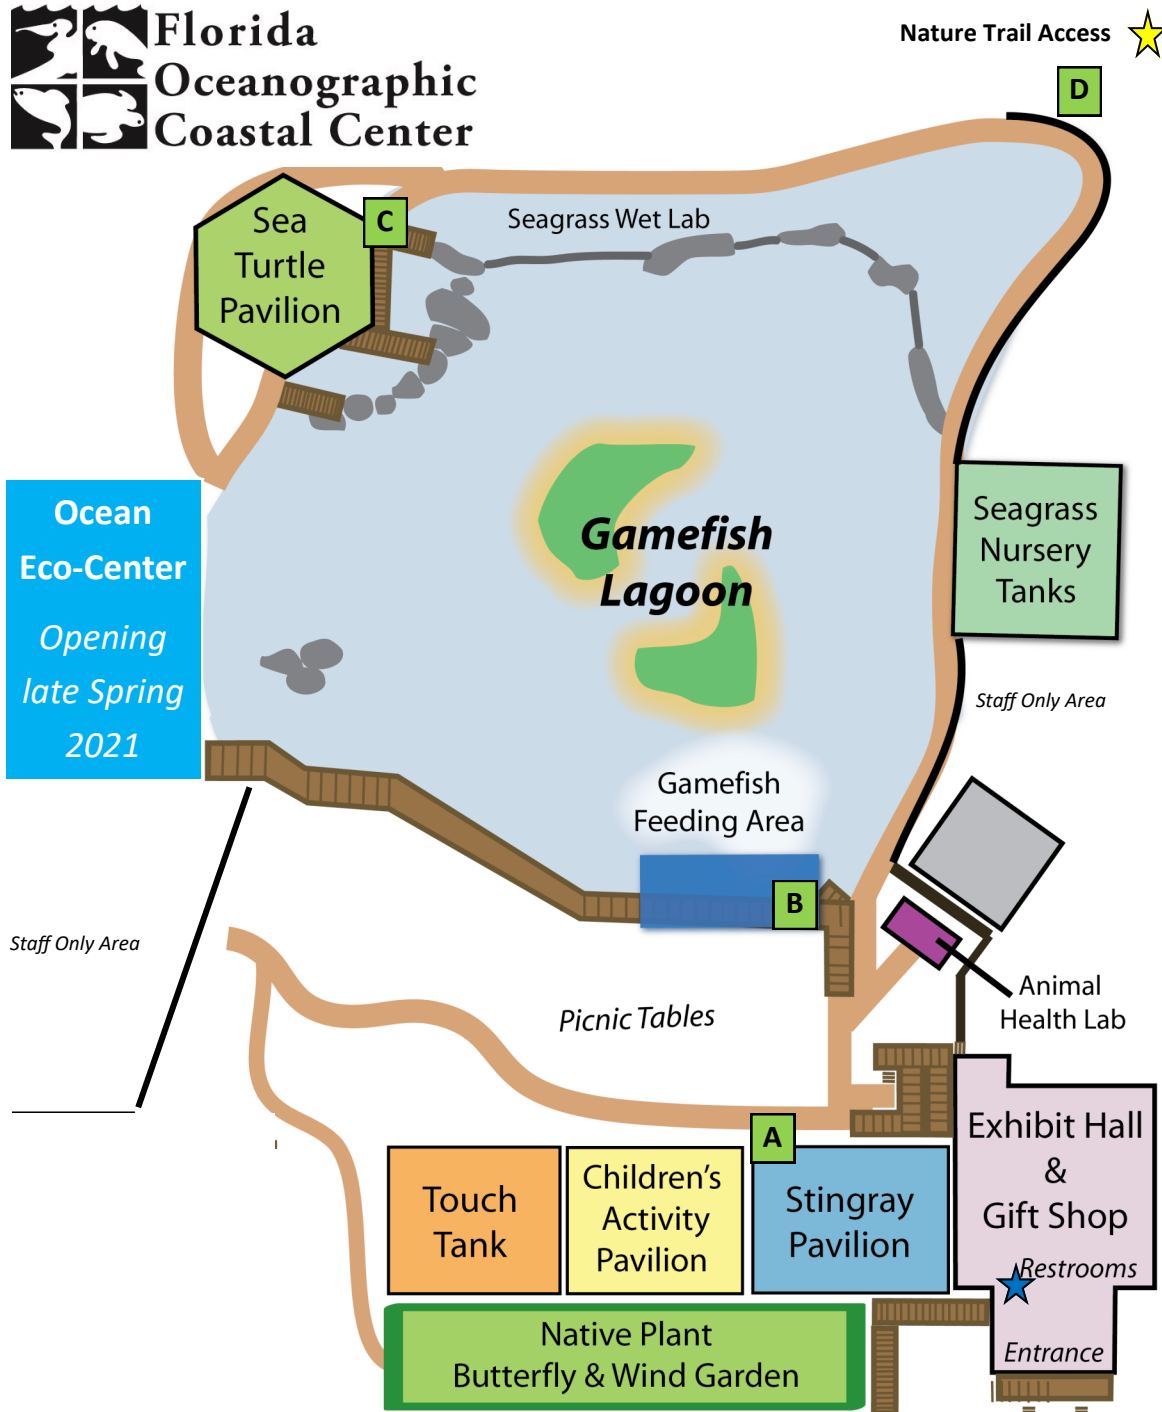 Florida
Oceanographic
Coastal Center
Nature Trail Access
D
C
Sea
Turtle
Pavilion
Seagrass Wet Lab
Ocean
Eco-Center
Opening
late Spring
2021
Gamefish
Lagoon
Seagrass
Nursery
Tanks
Staff Only Area
Gamefish
Feeding Area
B
Staff Only Area
Picnic Tables
Animal
Health Lab
A
Touch
Tank
Children's
Activity
Pavilion
Stingray
Pavilion
Exhibit Hall
&
Gift Shop
Restrooms
Entrance
Native Plant
Butterfly & Wind Garden